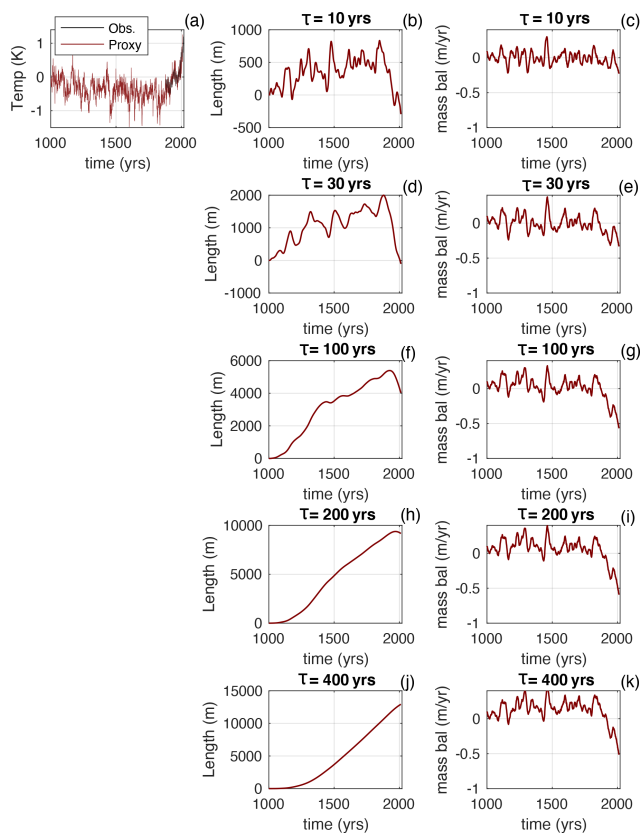 Obs.
Proxy
(a)
1
0
-1
Temp (K)
1000 1500 2000
time (yrs)
τ = 10 yrs
(b)
1000
500
0
-500
Length (m)
1000 1500 2000
time (yrs)
τ = 10 yrs
(c)
0
-0.5
-1
mass bal (m/yr)
1000 1500 2000
time (yrs)
τ = 30 yrs
(d)
2000
1000
0
-1000
Length (m)
1000 1500 2000
time (yrs)
τ = 30 yrs
(e)
0
-0.5
-1
mass bal (m/yr)
1000 1500 2000
time (yrs)
τ = 100 yrs
(f)
6000
4000
2000
0
Length (m)
1000 1500 2000
time (yrs)
τ = 100 yrs
(g)
0
-0.5
-1
mass bal (m/yr)
1000 1500 2000
time (yrs)
τ = 200 yrs
(h)
10000
5000
0
Length (m)
1000 1500 2000
time (yrs)
τ = 200 yrs
(i)
0
-0.5
-1
mass bal (m/yr)
1000 1500 2000
time (yrs)
τ = 400 yrs
(j)
15000
10000
5000
0
Length (m)
1000 1500 2000
time (yrs)
τ = 400 yrs
(k)
0
-0.5
-1
mass bal (m/yr)
1000 1500 2000
time (yrs)